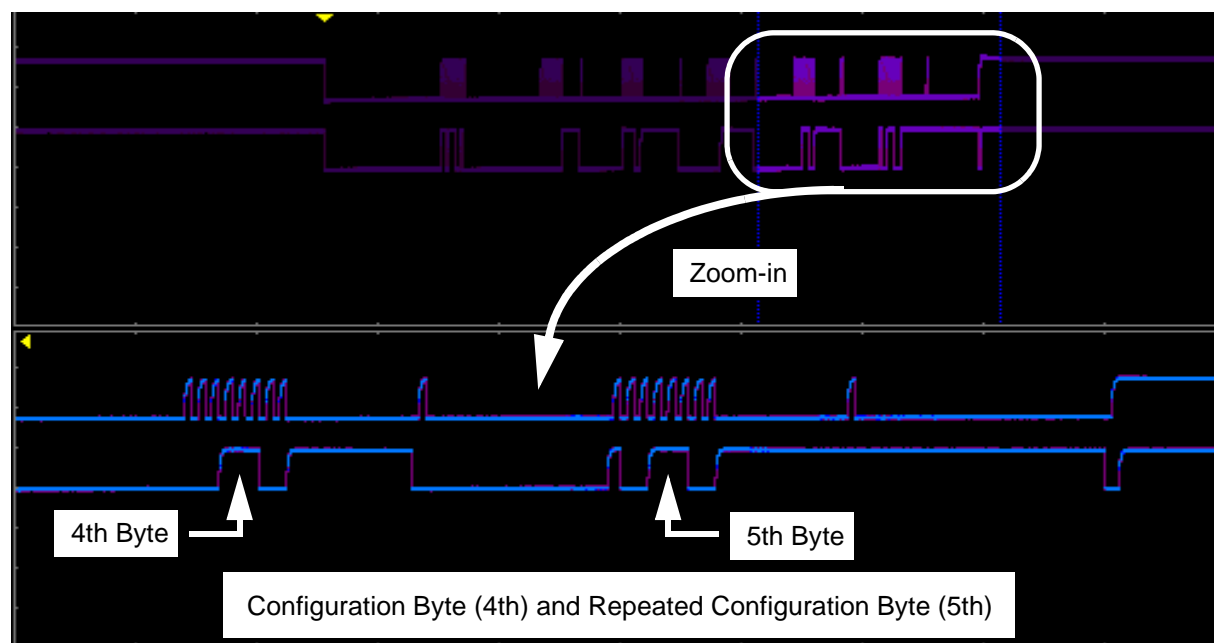 Zoom-in
4th Byte
5th Byte
Configuration Byte (4th) and Repeated Configuration Byte (5th)